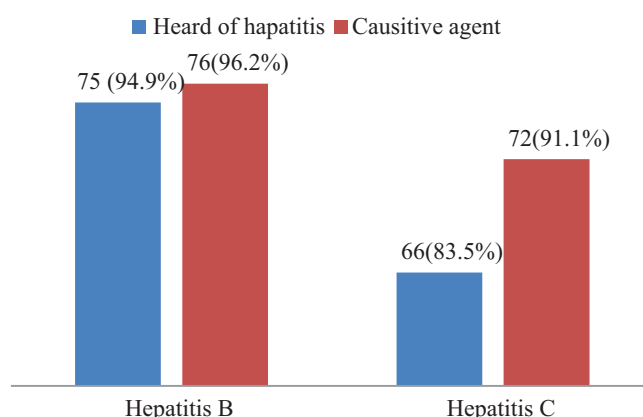 Heard of hapatitis Causitive agent
75 (94.9%) 76(96.2%)
72(91.1%)
66(83.5%)
Hepatitis B Hepatitis C